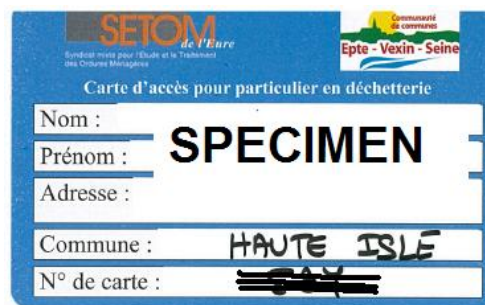 SETOM
de l'Eure
Syndicat mixte pour l'Étude et le Traitement
des Ordures Ménagères
Communauté
de communes
Epte - Vexin - Seine
Carte d'accès pour particulier en déchetterie
Nom :
Prénom :
SPECIMEN
Adresse :
Commune : HAUTE ISLE
N° de carte :